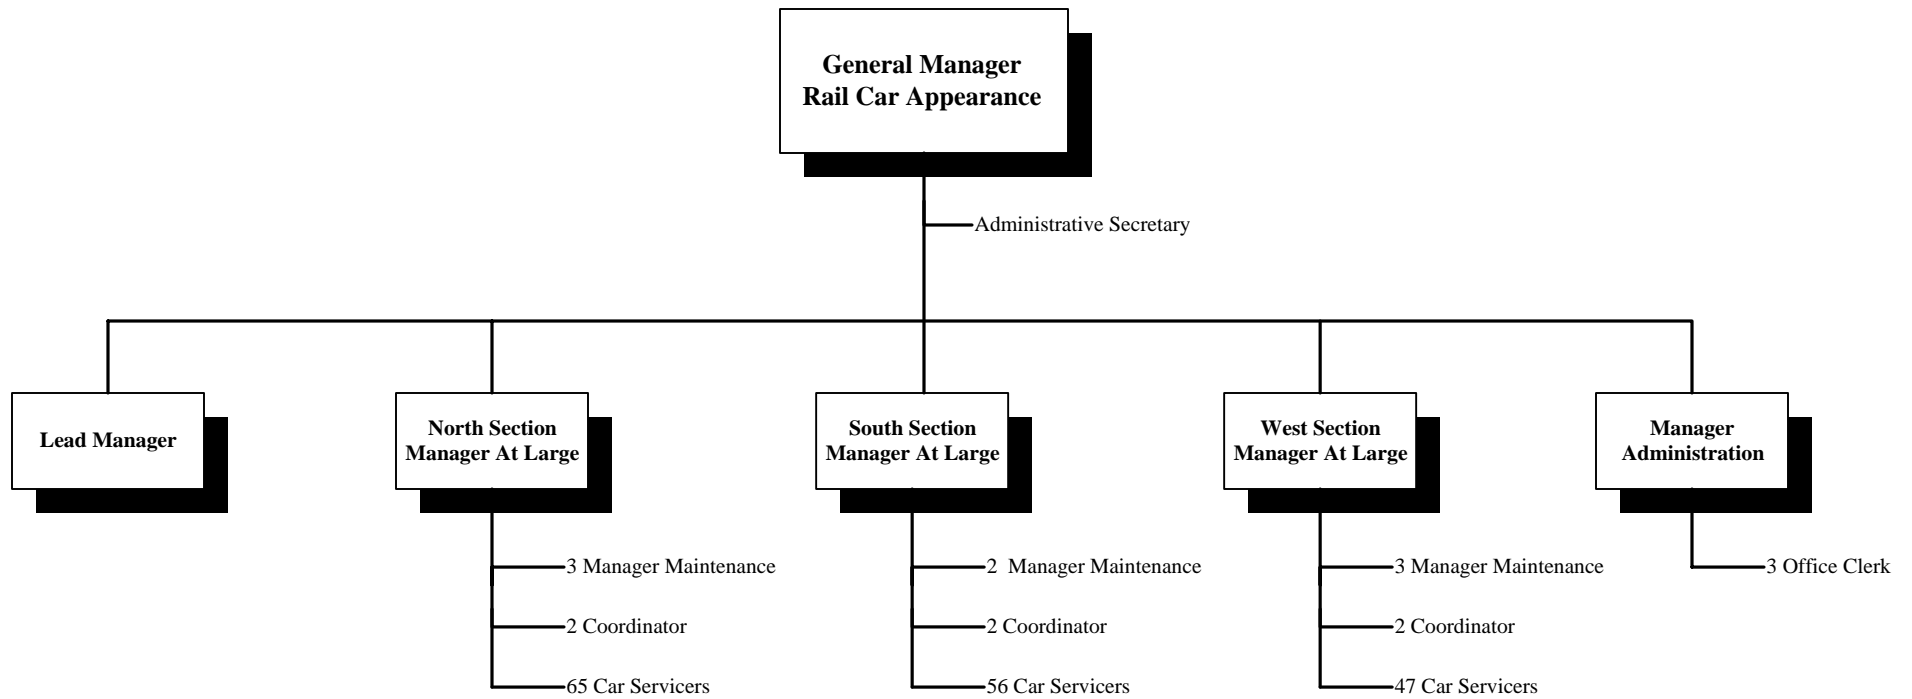 General Manager
Rail Car Appearance
Administrative Secretary
Lead Manager
North Section
Manager At Large
South Section
Manager At Large
West Section
Manager At Large
Manager
Administration
3 Manager Maintenance
2 Coordinator
65 Car Servicers
2  Manager Maintenance
2 Coordinator
56 Car Servicers
3 Manager Maintenance
2 Coordinator
47 Car Servicers
3 Office Clerk